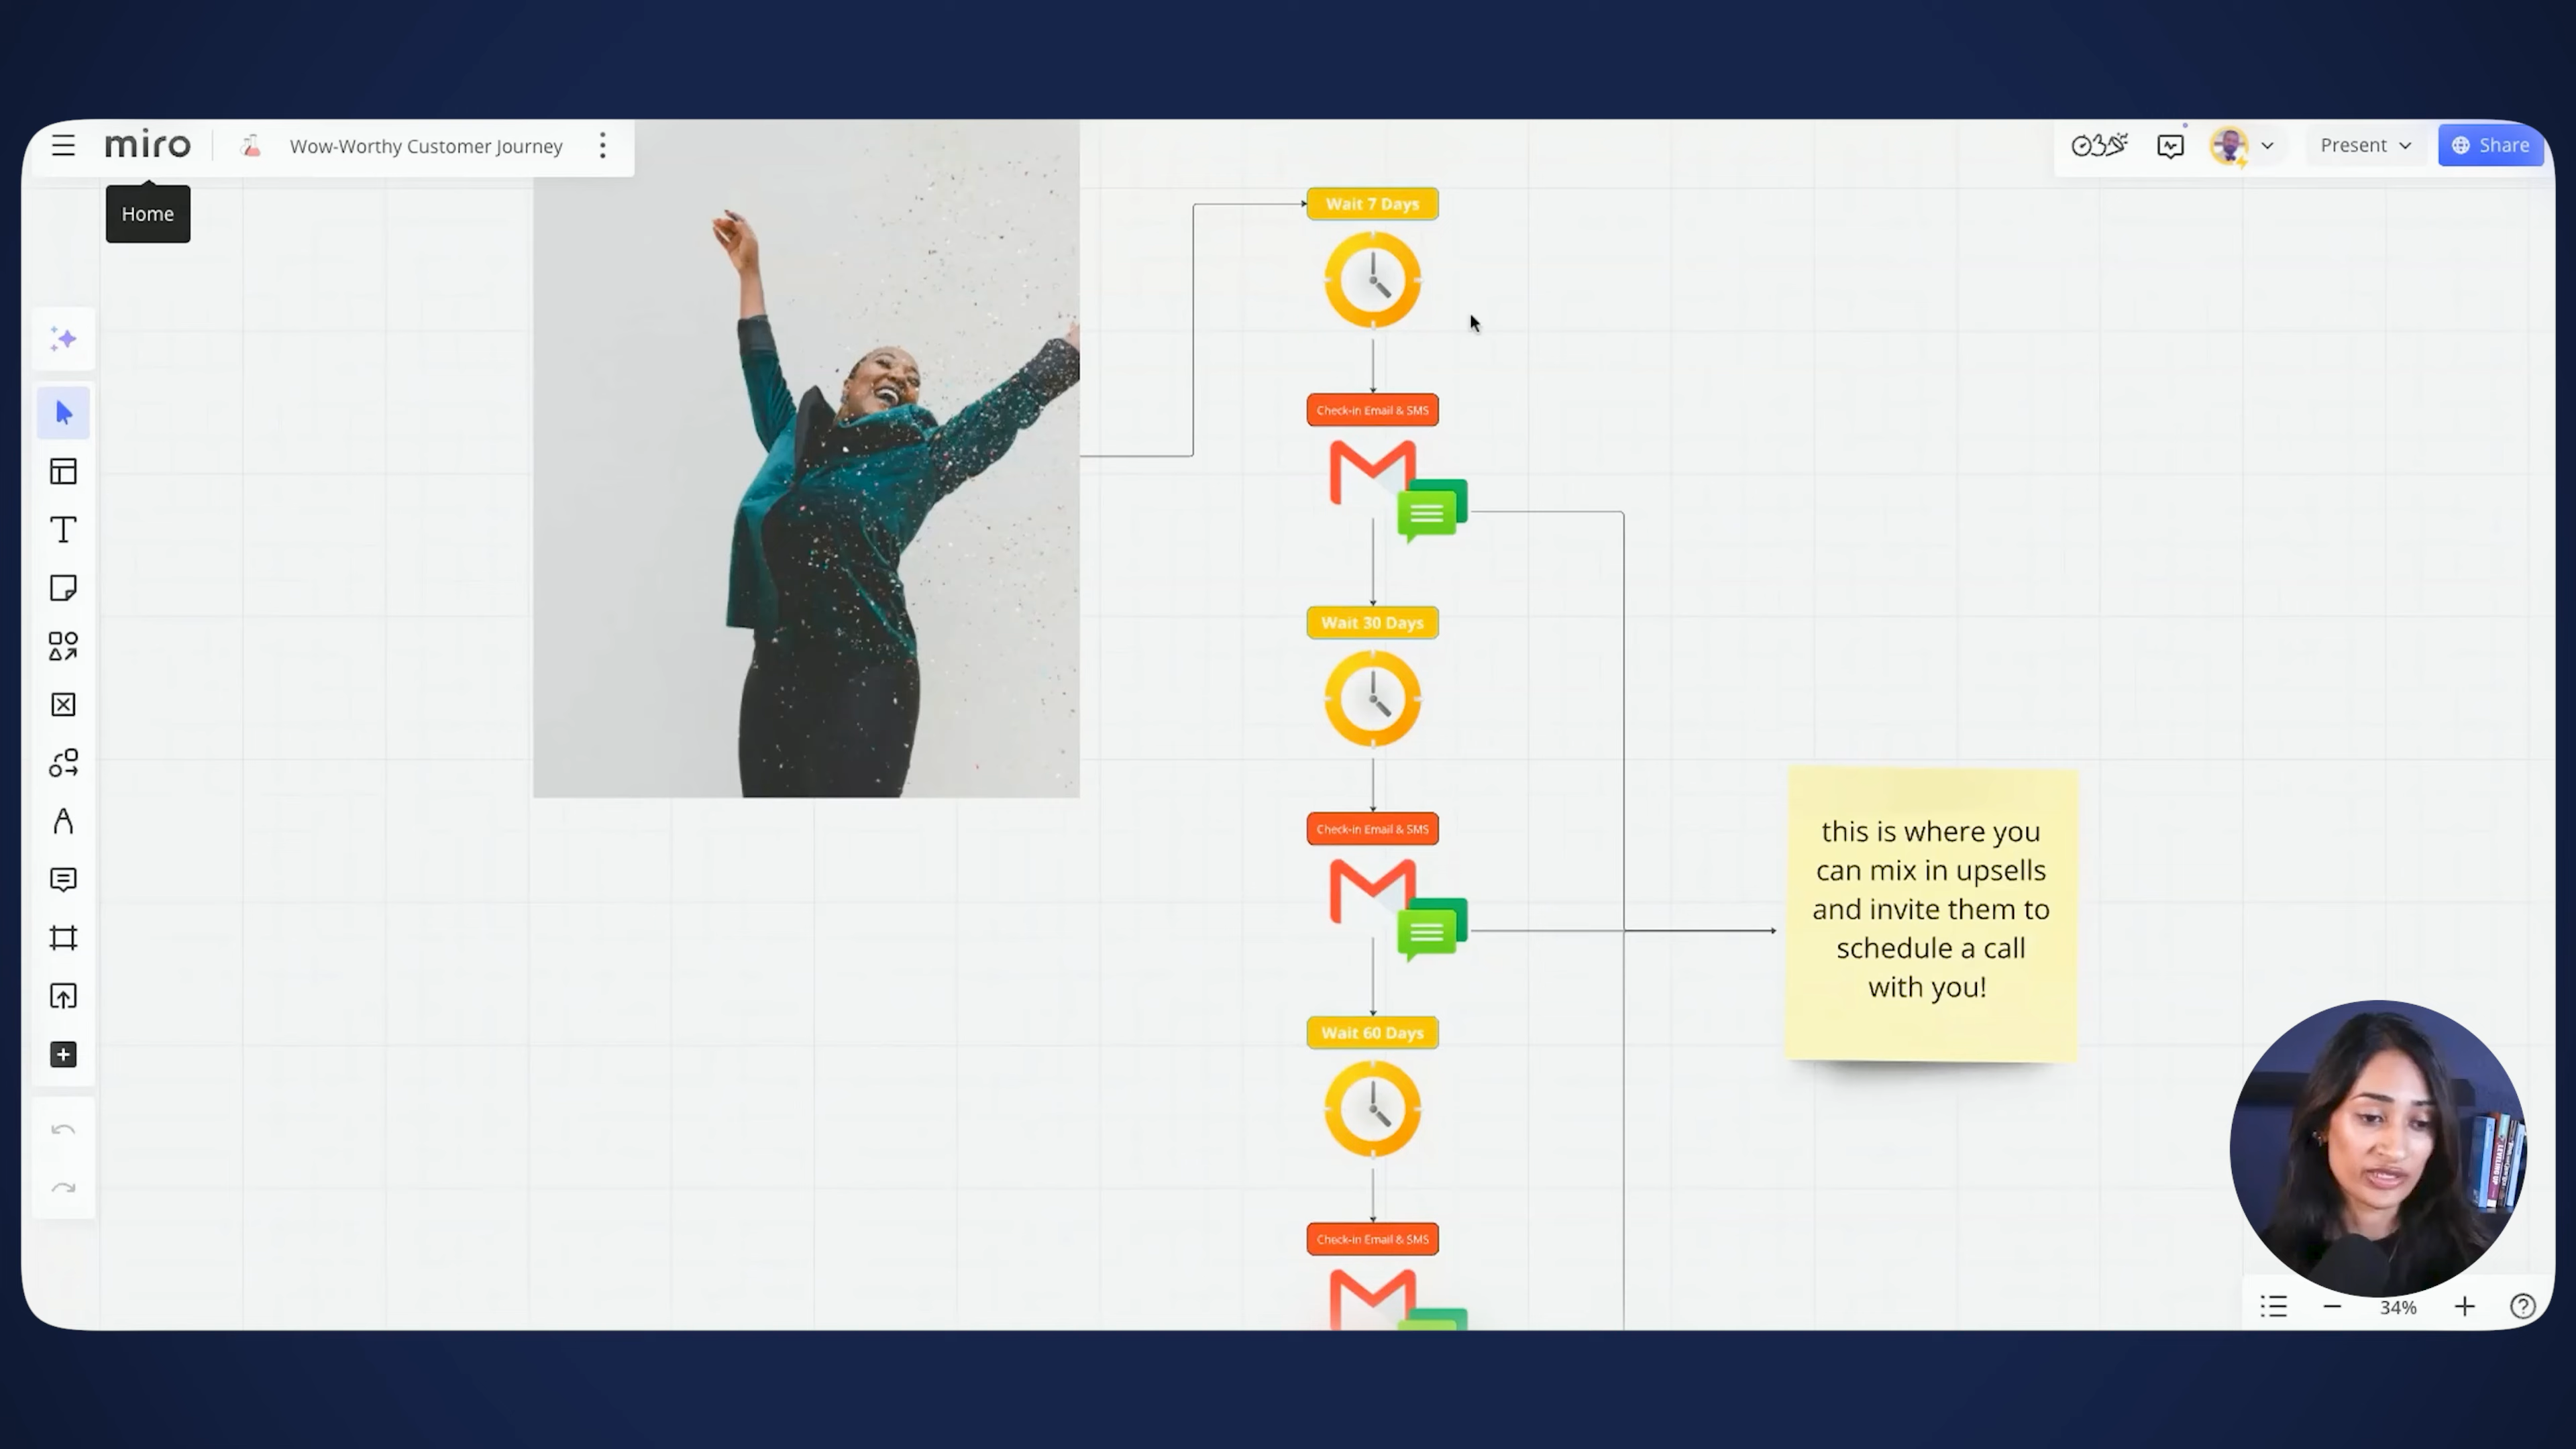 miro
Wow-Worthy Customer Journey
Present
Share
Home
Wait 7 Days
Check-in Email & SMS
Wait 30 Days
Check-in Email & SMS
this is where you
can mix in upsells
and invite them to
schedule a call
with you!
Wait 60 Days
Check-in Email & SMS
34%